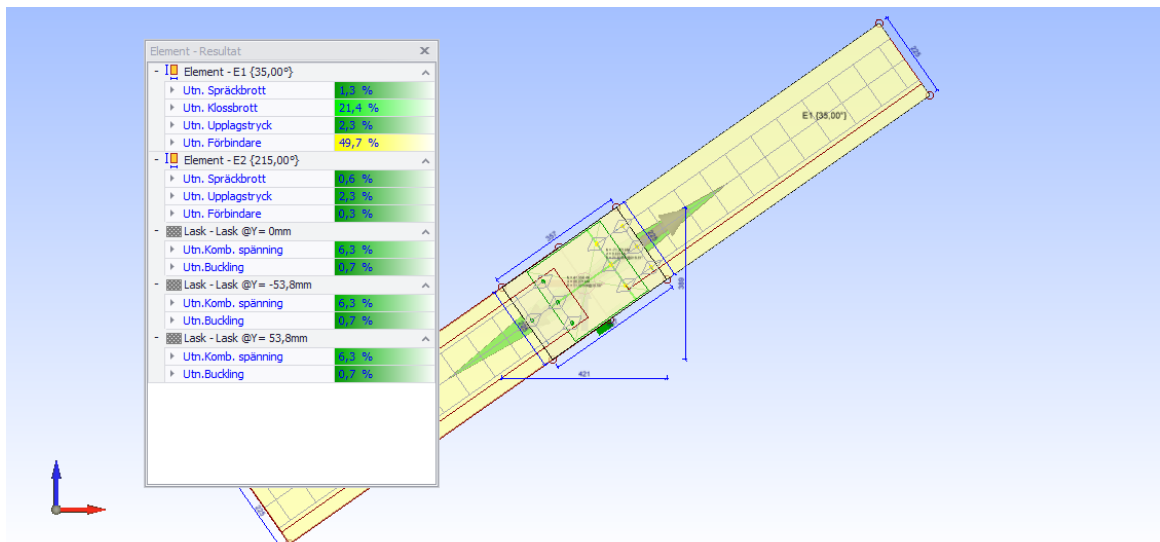 Element - Resultat
Element - E1 {35,00°}
Utn. Spräckbrott 1,3 %
Utn. Klossbrott 21,4 %
Utn. Upplagstryck 2,3 %
Utn. Förbindare 49,7 %
Element - E2 {215,00°}
Utn. Spräckbrott 0,6 %
Utn. Upplagstryck 2,3 %
Utn. Förbindare 0,3 %
Lask - Lask @Y= 0mm
Utn.Komb. spänning 6,3 %
Utn.Buckling 0,7 %
Lask - Lask @Y= -53,8mm
Utn.Komb. spänning 6,3 %
Utn.Buckling 0,7 %
Lask - Lask @Y= 53,8mm
Utn.Komb. spänning 6,3 %
Utn.Buckling 0,7 %
225
E1 {35,00°}
357
369
421
225